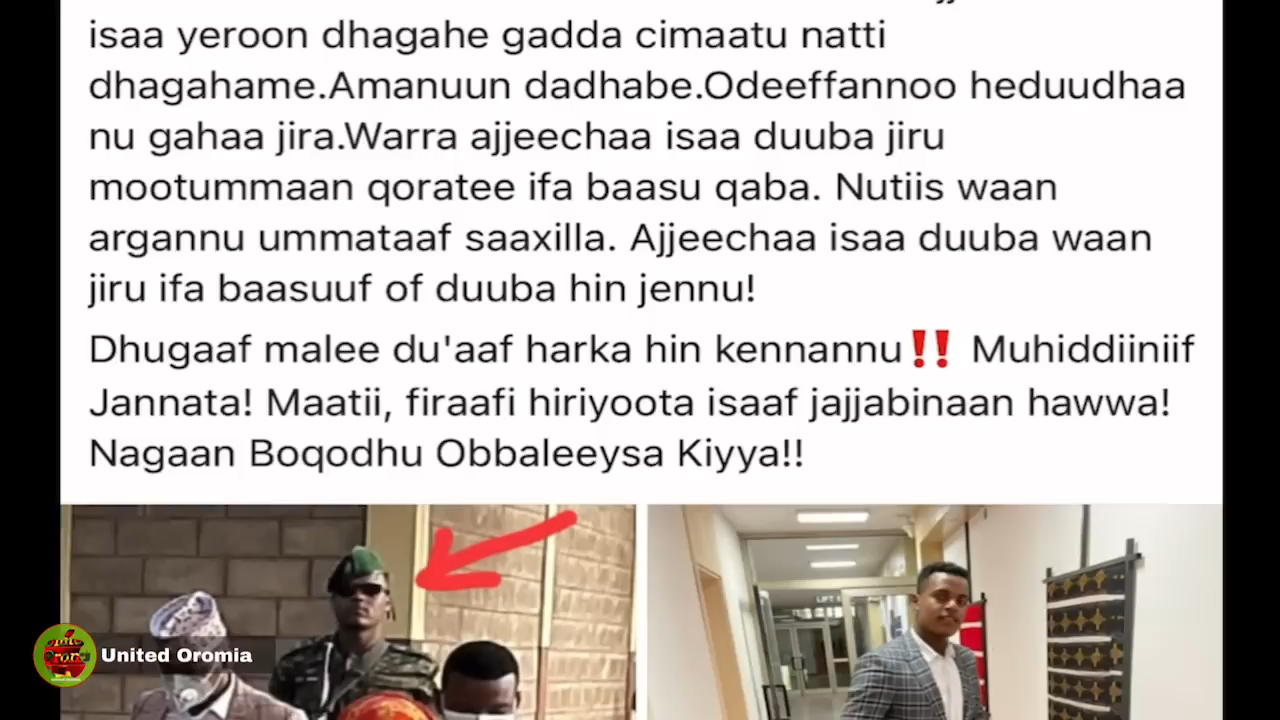 isaa yeroon dhagahe gadda cimaatu natti
dhagahame.Amanuun dadhabe.Odeeffannoo heduudhaa
nu gahaa jira.Warra ajjeechaa isaa duuba jiru
mootummaan qoratee ifa baasu qaba. Nutiis waan
argannu ummataaf saaxilla. Ajjeechaa isaa duuba waan
jiru ifa baasuuf of duuba hin jennu!
Dhugaaf malee du'aaf harka hin kennannu‼️ Muhiddiiniif
Jannata! Maatii, firaafi hiriyoota isaaf jajjabinaan hawwa!
Nagaan Boqodhu Obbaleeysa Kiyya!!
United Oromia